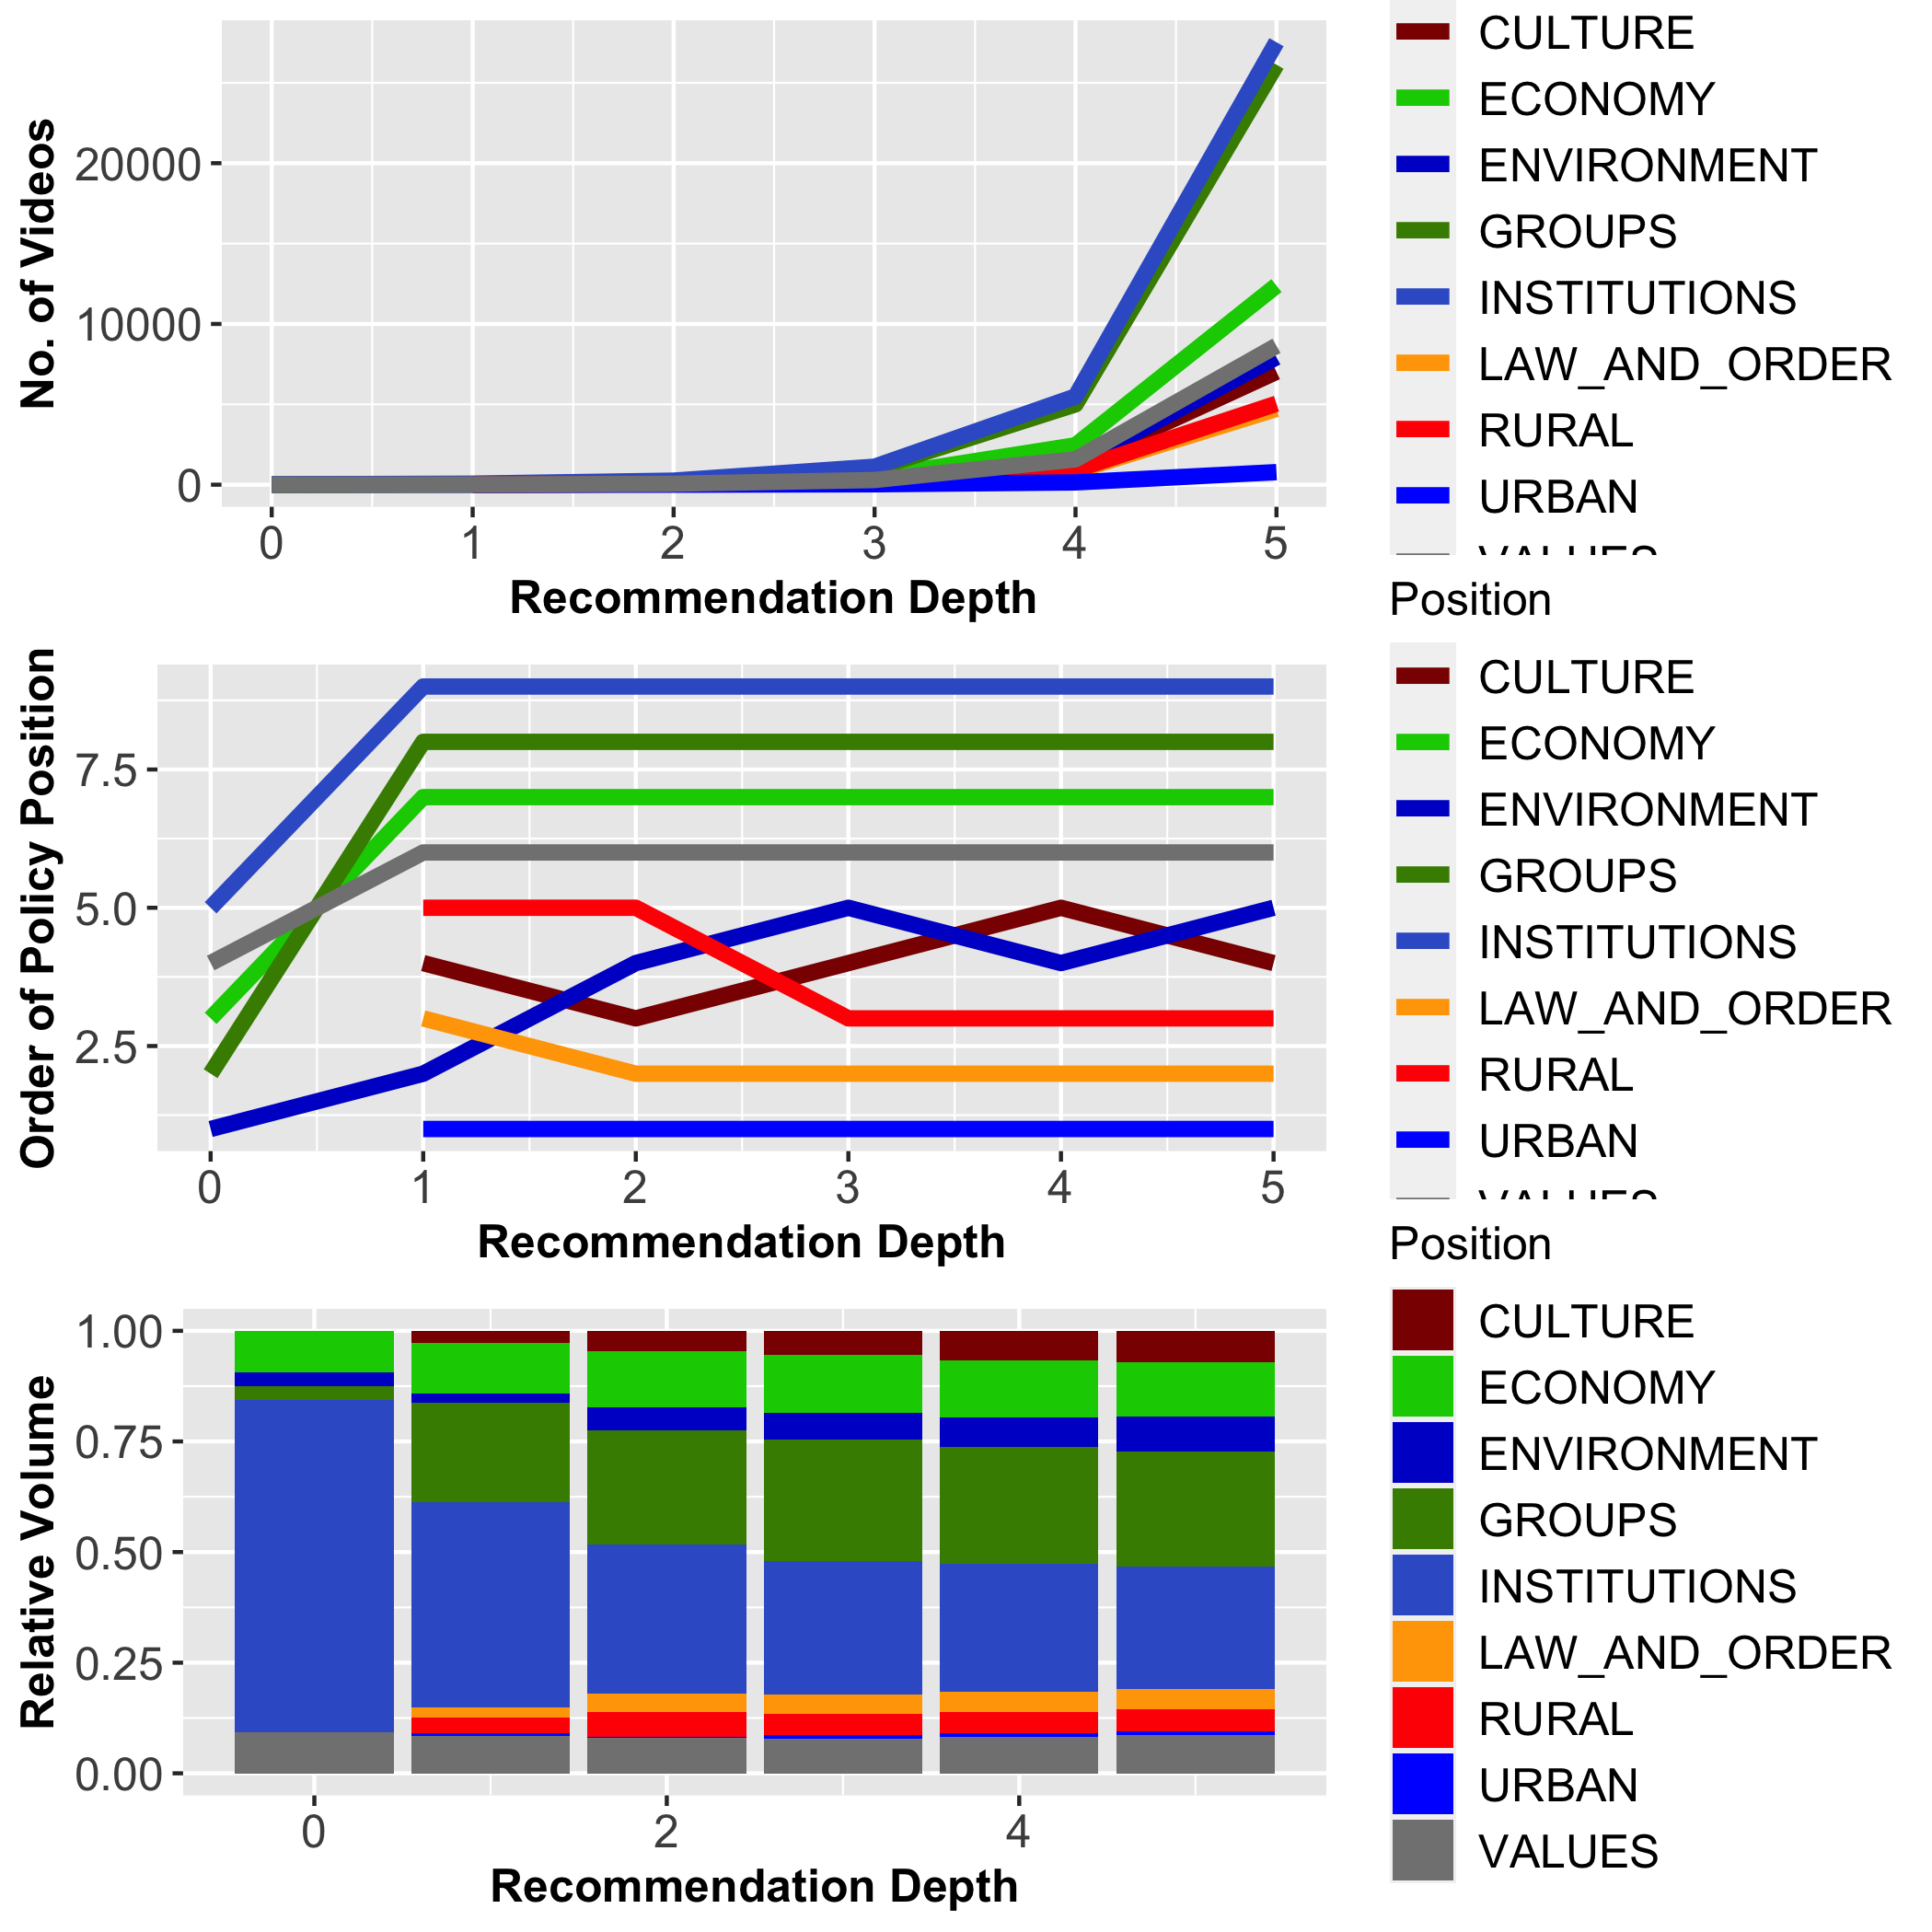 No. of Videos
20000
10000
0
0 1 2 3 4 5
Recommendation Depth
CULTURE
ECONOMY
ENVIRONMENT
GROUPS
INSTITUTIONS
LAW_AND_ORDER
RURAL
URBAN
VALUES
Order of Policy Position
7.5
5.0
2.5
0 1 2 3 4 5
Recommendation Depth
Position
CULTURE
ECONOMY
ENVIRONMENT
GROUPS
INSTITUTIONS
LAW_AND_ORDER
RURAL
URBAN
VALUES
Relative Volume
1.00
0.75
0.50
0.25
0.00
0 2 4
Recommendation Depth
Position
CULTURE
ECONOMY
ENVIRONMENT
GROUPS
INSTITUTIONS
LAW_AND_ORDER
RURAL
URBAN
VALUES